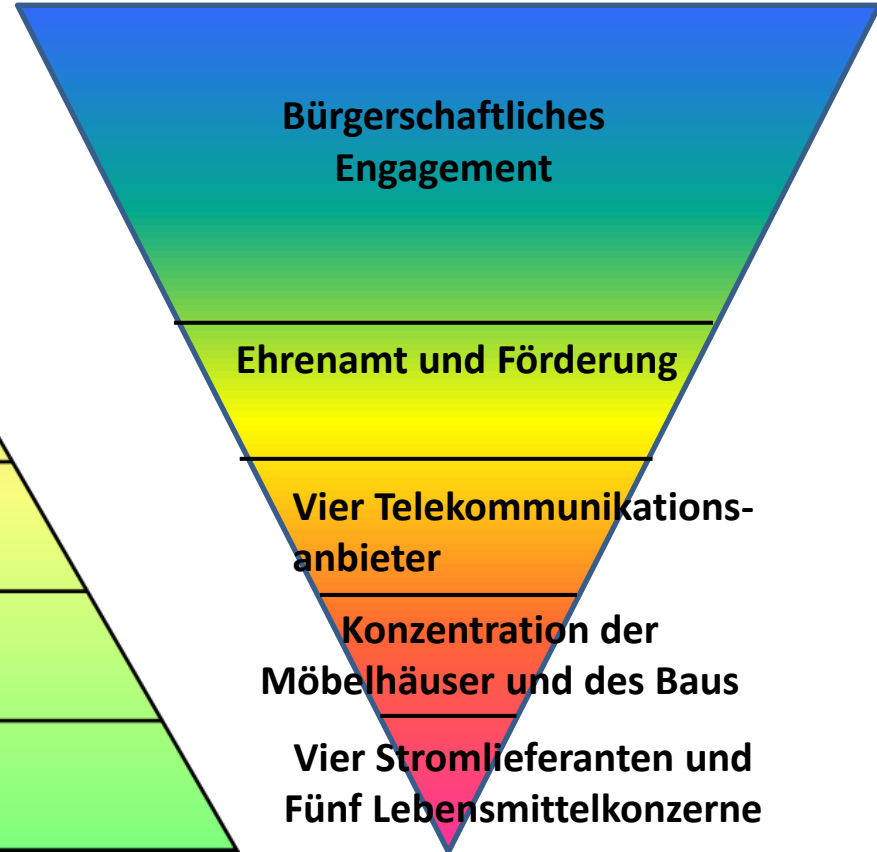 Bürgerschaftliches
Engagement
Ehrenamt und Förderung
Vier Telekommunikations-
anbieter
Konzentration der
Möbelhäuser und des Baus
Vier Stromlieferanten und
Fünf Lebensmittelkonzerne